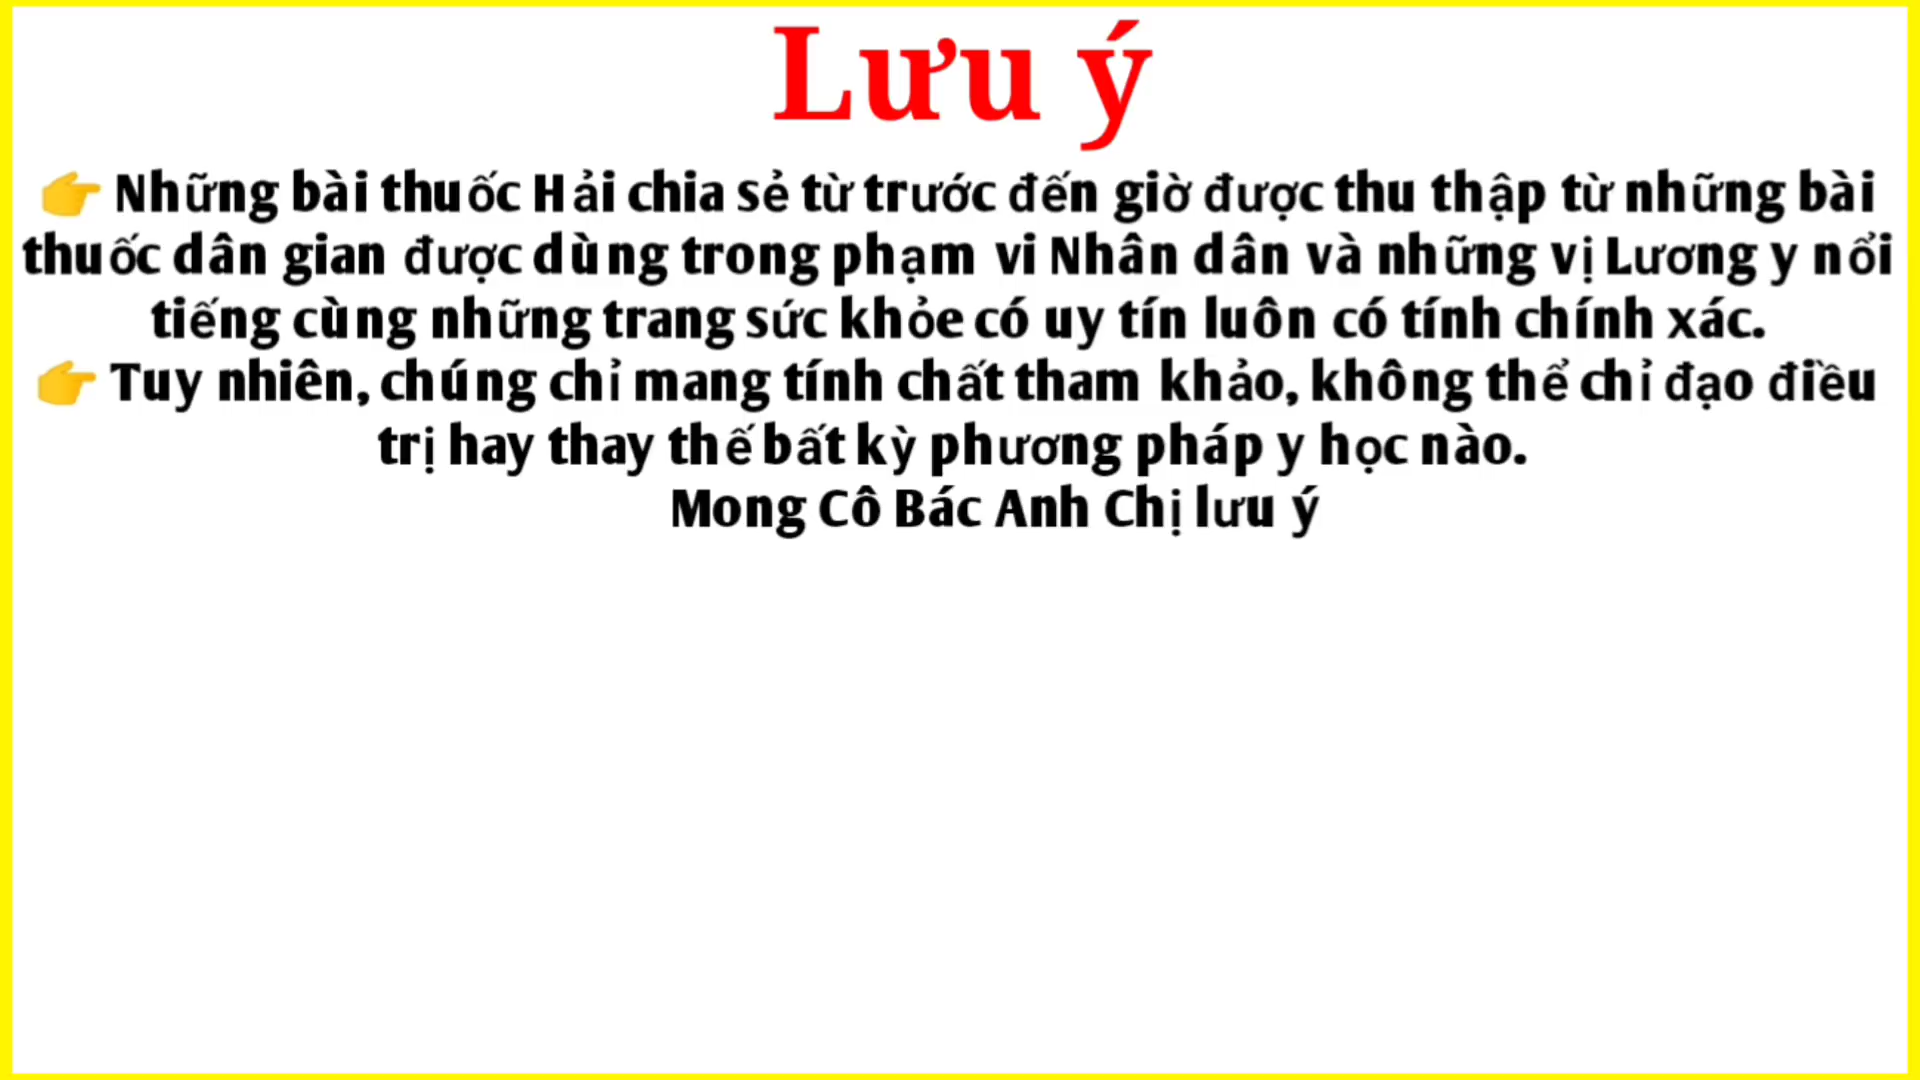 Lưu ý
👉 Những bài thuốc Hải chia sẻ từ trước đến giờ được thu thập từ những bài
thuốc dân gian được dùng trong phạm vi Nhân dân và những vị Lương y nổi
tiếng cùng những trang sức khỏe có uy tín luôn có tính chính xác.
👉 Tuy nhiên, chúng chỉ mang tính chất tham khảo, không thể chỉ đạo điều
trị hay thay thế bất kỳ phương pháp y học nào.
Mong Cô Bác Anh Chị lưu ý